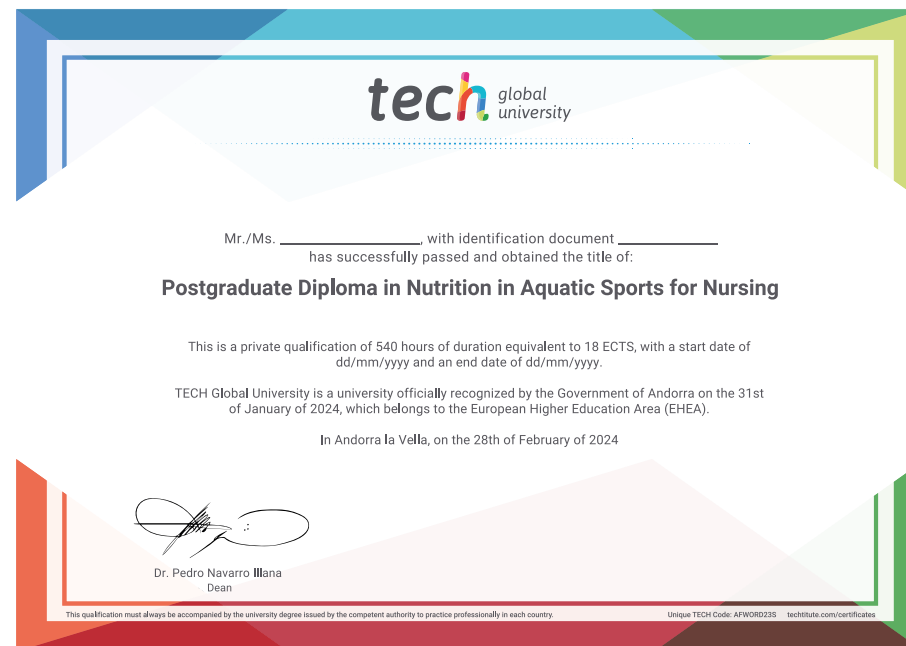 tech global university
Mr./Ms. ____________, with identification document ____________
has successfully passed and obtained the title of:
Postgraduate Diploma in Nutrition in Aquatic Sports for Nursing
This is a private qualification of 540 hours of duration equivalent to 18 ECTS, with a start date of
dd/mm/yyyy and an end date of dd/mm/yyyy.
TECH Global University is a university officially recognized by the Government of Andorra on the 31st
of January of 2024, which belongs to the European Higher Education Area (EHEA).
In Andorra la Vella, on the 28th of February of 2024
Dr. Pedro Navarro Illana
Dean
This qualification must always be accompanied by the university degree issued by the competent authority to practice professionally in each country. Unique TECH Code: AFWORD23S techtitute.com/certificates